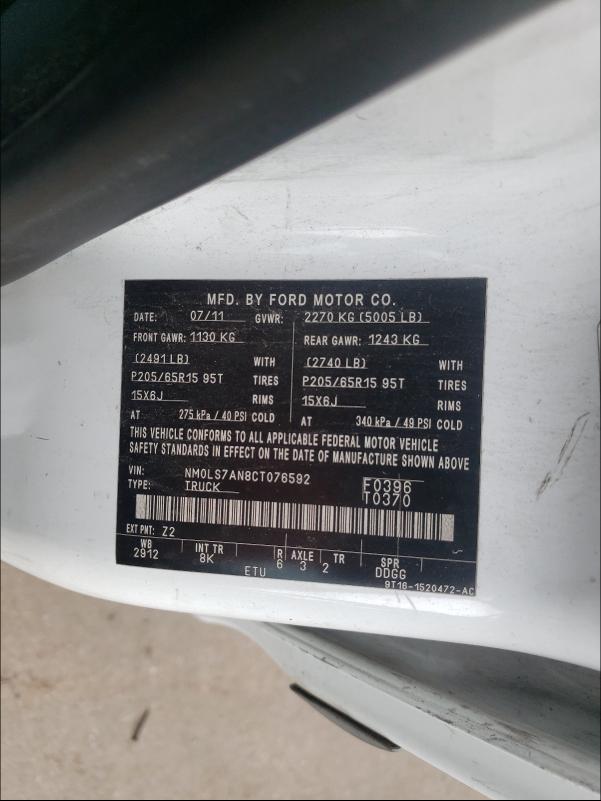 MFD. BY FORD MOTOR CO.
DATE: 07/11 GVWR: 2270 KG (5005 LB)
FRONT GAWR: 1130 KG REAR GAWR: 1243 KG
(2491 LB) WITH (2740 LB) WITH
P205/65R15 95T TIRES P205/65R15 95T TIRES
15X6J RIMS 15X6J RIMS
AT 275 kPa / 40 PSI COLD AT 340 kPa / 49 PSI COLD
THIS VEHICLE CONFORMS TO ALL APPLICABLE FEDERAL MOTOR VEHICLE
SAFETY STANDARDS IN EFFECT ON THE DATE OF MANUFACTURE SHOWN ABOVE
VIN: NM0LS7AN8CT076592 F0396
TYPE: TRUCK T0370
EXT PNT: Z2
WB INT TR R AXLE TR SPR
2912 8K 6 3 2 DDGG
ETU 9T16-1520472-AC